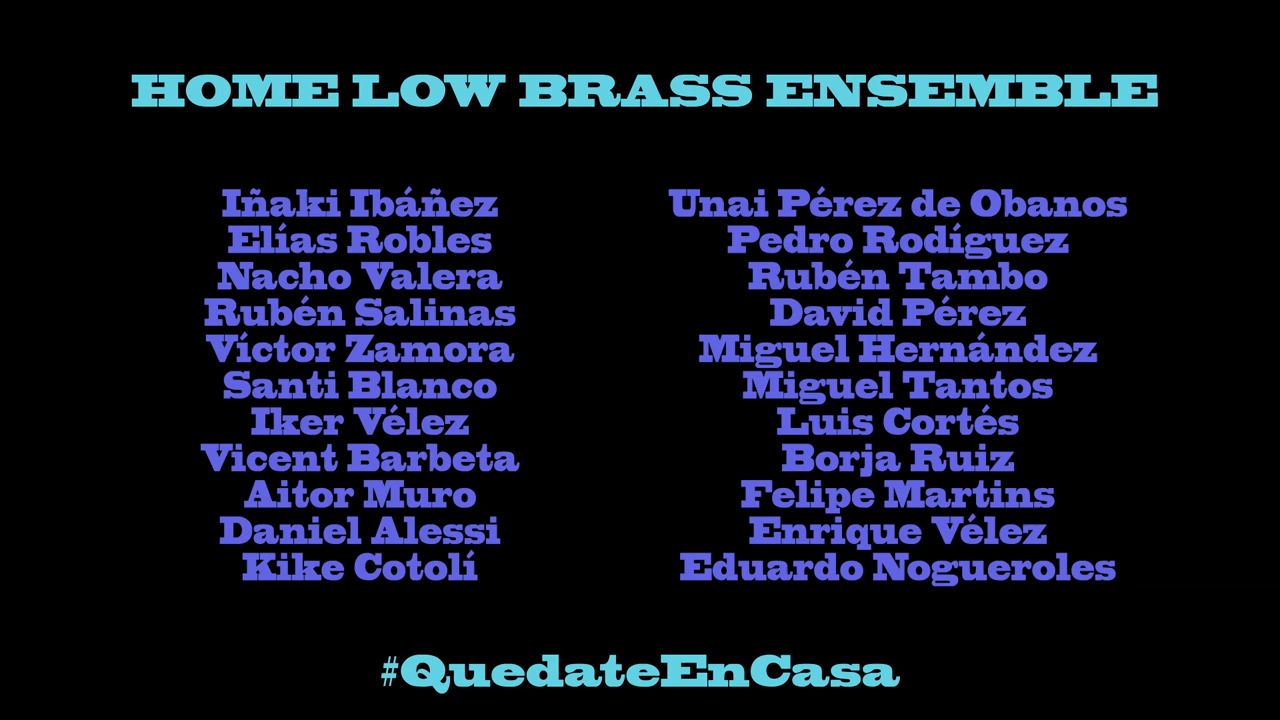 HOME LOW BRASS ENSEMBLE
Iñaki Ibáñez
Elías Robles
Nacho Valera
Rubén Salinas
Víctor Zamora
Santi Blanco
Iker Vélez
Vicent Barbeta
Aitor Muro
Daniel Alessi
Kike Cotolí
Unai Pérez de Obanos
Pedro Rodíguez
Rubén Tambo
David Pérez
Miguel Hernández
Miguel Tantos
Luis Cortés
Borja Ruiz
Felipe Martins
Enrique Vélez
Eduardo Nogueroles
#QuedateEnCasa